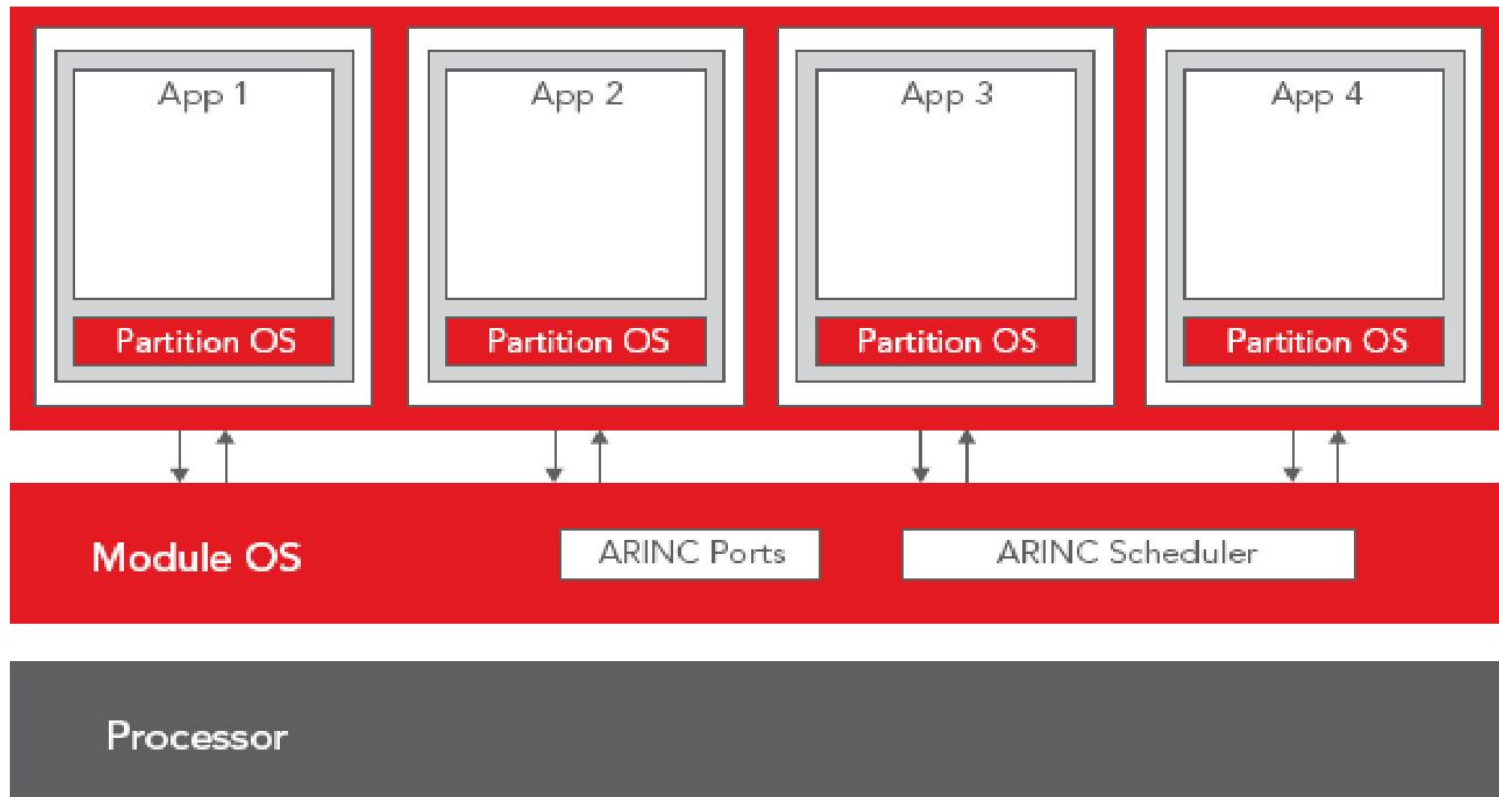 App 1
App 2
App 3
App 4
Partition OS
Partition OS
Partition OS
Partition OS
Module OS
ARINC Ports
ARINC Scheduler
Processor